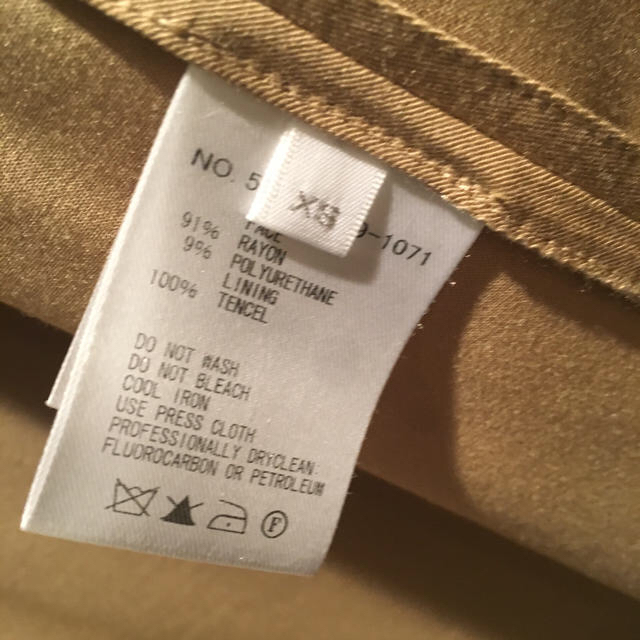 NO. 5
XS
9-1071
91% RAYON
9% POLYURETHANE
LINING
100% TENCEL
DO NOT WASH
DO NOT BLEACH
COOL IRON
USE PRESS CLOTH
PROFESSIONALLY DRYCLEAN:
FLUOROCARBON OR PETROLEUM
F